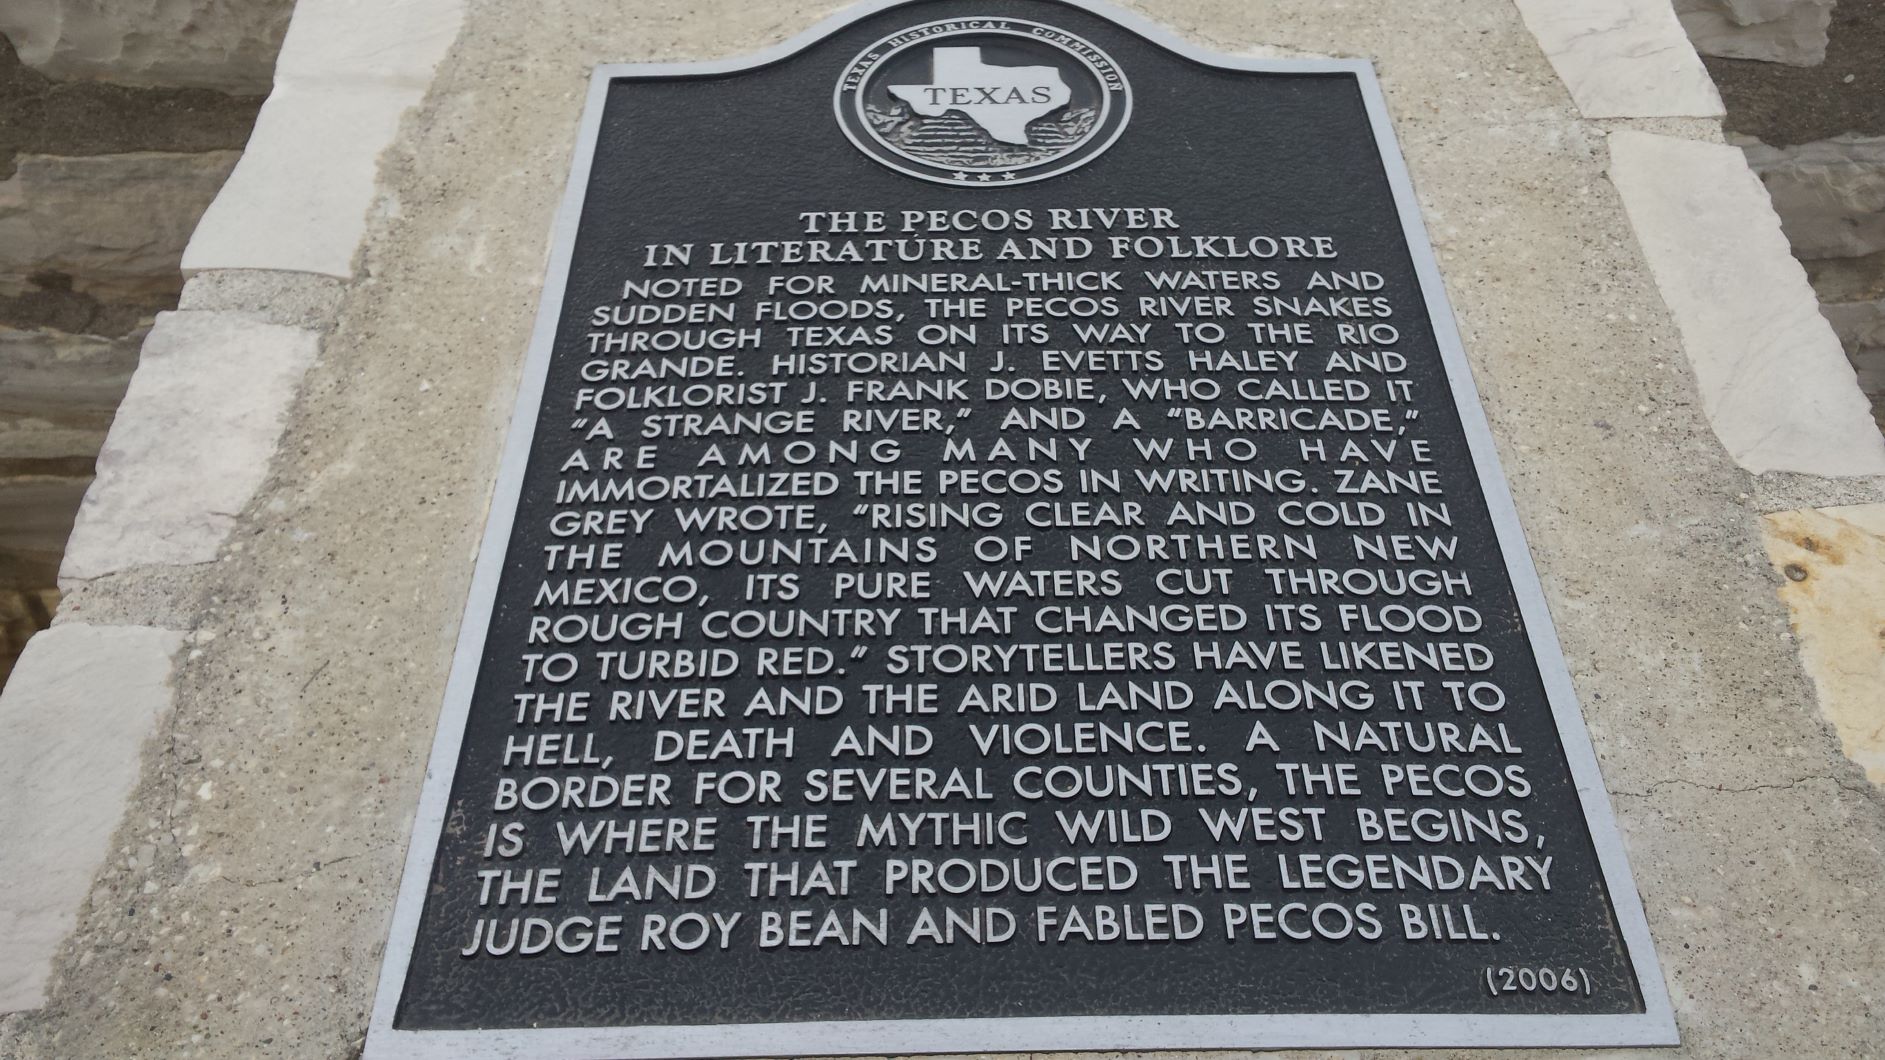 TEXAS HISTORICAL COMMISSION
TEXAS
THE PECOS RIVER
IN LITERATURE AND FOLKLORE
NOTED FOR MINERAL-THICK WATERS AND
SUDDEN FLOODS, THE PECOS RIVER SNAKES
THROUGH TEXAS ON ITS WAY TO THE RIO
GRANDE. HISTORIAN J. EVETTS HALEY AND
FOLKLORIST J. FRANK DOBIE, WHO CALLED IT
“A STRANGE RIVER,” AND A “BARRICADE,”
ARE AMONG MANY WHO HAVE
IMMORTALIZED THE PECOS IN WRITING. ZANE
GREY WROTE, “RISING CLEAR AND COLD IN
THE MOUNTAINS OF NORTHERN NEW
MEXICO, ITS PURE WATERS CUT THROUGH
ROUGH COUNTRY THAT CHANGED ITS FLOOD
TO TURBID RED.” STORYTELLERS HAVE LIKENED
THE RIVER AND THE ARID LAND ALONG IT TO
HELL, DEATH AND VIOLENCE. A NATURAL
BORDER FOR SEVERAL COUNTIES, THE PECOS
IS WHERE THE MYTHIC WILD WEST BEGINS,
THE LAND THAT PRODUCED THE LEGENDARY
JUDGE ROY BEAN AND FABLED PECOS BILL.
(2006)